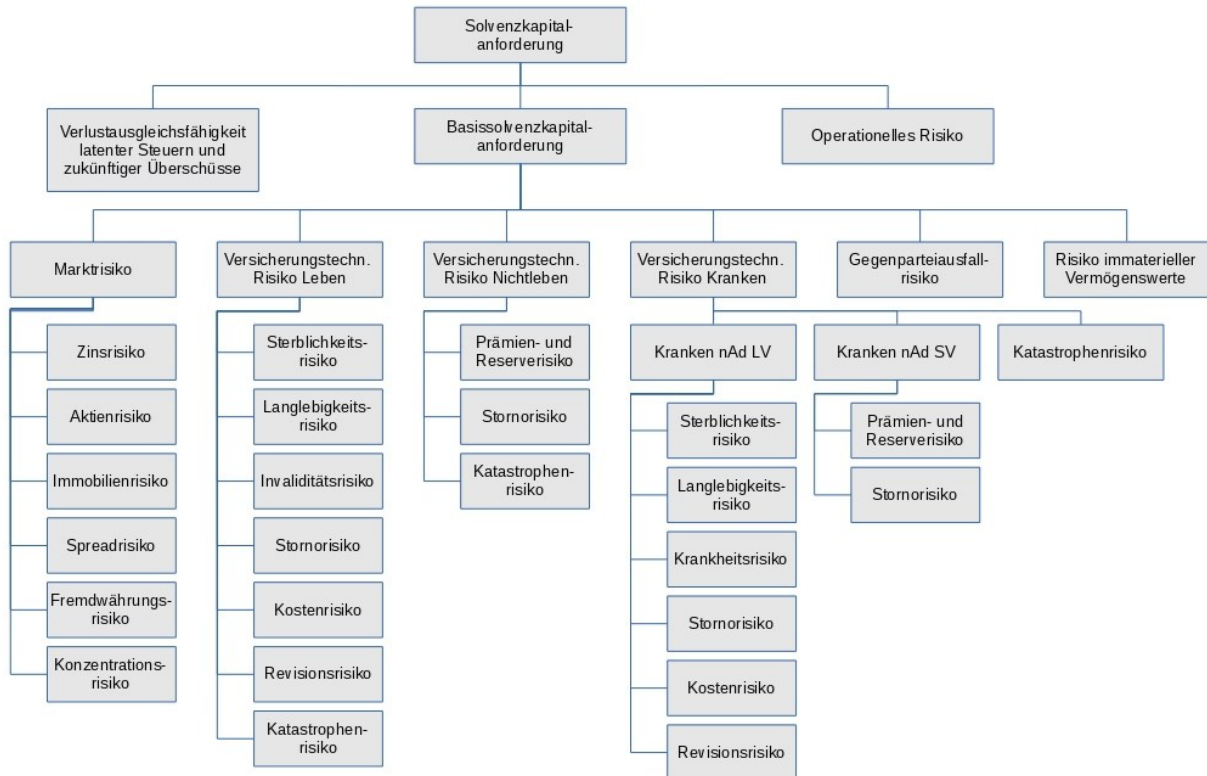 Solvenzkapital-
anforderung
Verlustausgleichsfähigkeit
latenter Steuern und
zukünftiger Überschüsse
Basissolvenzkapital-
anforderung
Operationelles Risiko
Marktrisiko
Versicherungstechn.
Risiko Leben
Versicherungstechn.
Risiko Nichtleben
Versicherungstechn.
Risiko Kranken
Gegenparteiausfall-
risiko
Risiko immaterieller
Vermögenswerte
Zinsrisiko
Aktienrisiko
Immobilienrisiko
Spreadrisiko
Fremdwährungs-
risiko
Konzentrations-
risiko
Sterblichkeits-
risiko
Langlebigkeits-
risiko
Invaliditätsrisiko
Stornorisiko
Kostenrisiko
Revisionsrisiko
Katastrophen-
risiko
Prämien- und
Reserverisiko
Stornorisiko
Katastrophen-
risiko
Kranken nAd LV
Sterblichkeits-
risiko
Langlebigkeits-
risiko
Krankheitsrisiko
Stornorisiko
Kostenrisiko
Revisionsrisiko
Kranken nAd SV
Prämien- und
Reserverisiko
Stornorisiko
Katastrophenrisiko